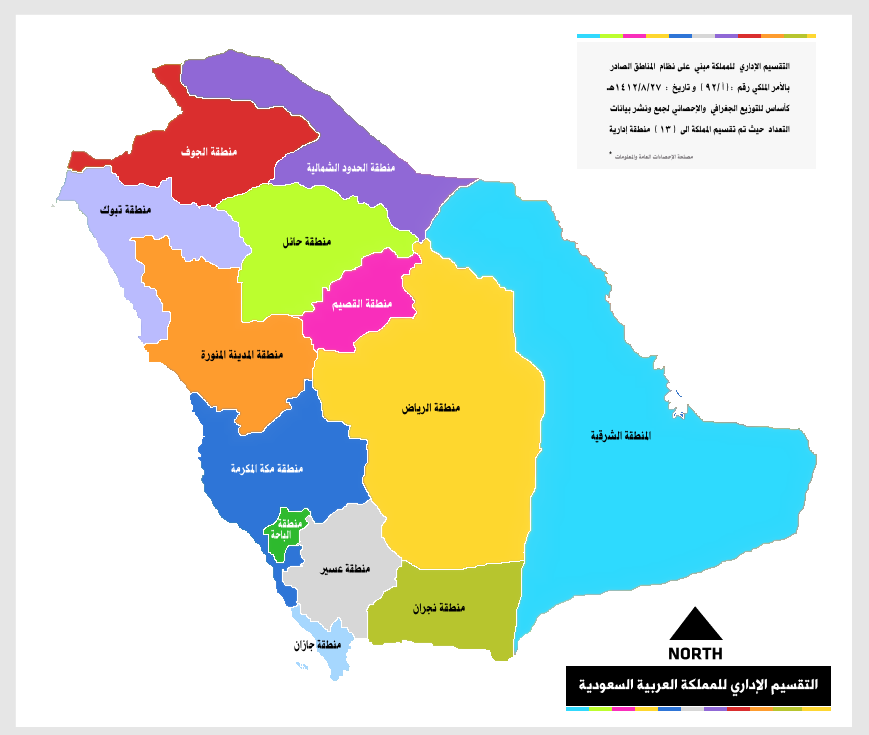 التقسيم الإداري للمملكة مبني على نظام المناطق الصادر
بالأمر الملكي رقم : (أ/٩٢) و تاريخ : ١٤١٢/٨/٢٧هـ
كأساس للتوزيع الجغرافي والإحصائي لجمع ونشر بيانات
التعداد حيث تم تقسيم المملكة الى (١٣) منطقة إدارية
مصلحة الإحصاءات العامة والمعلومات *
منطقة الجوف
منطقة الحدود الشمالية
منطقة تبوك
منطقة حائل
منطقة القصيم
منطقة المدينة المنورة
منطقة الرياض
المنطقة الشرقية
منطقة مكة المكرمة
منطقة
الباحة
منطقة عسير
منطقة نجران
منطقة جازان
NORTH
التقسيم الإداري للمملكة العربية السعودية